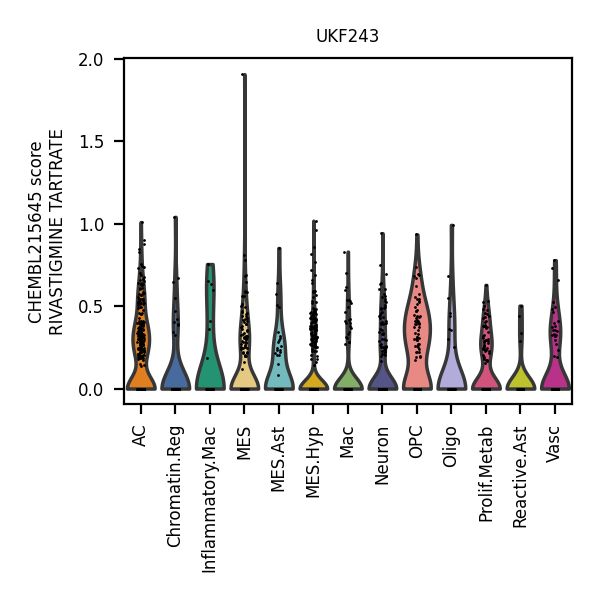 UKF243
CHEMBL215645 score
RIVASTIGMINE TARTRATE
2.0
1.5
1.0
0.5
0.0
AC
Chromatin.Reg
Inflammatory.Mac
MES
MES.Ast
MES.Hyp
Mac
Neuron
OPC
Oligo
Prolif.Metab
Reactive.Ast
Vasc